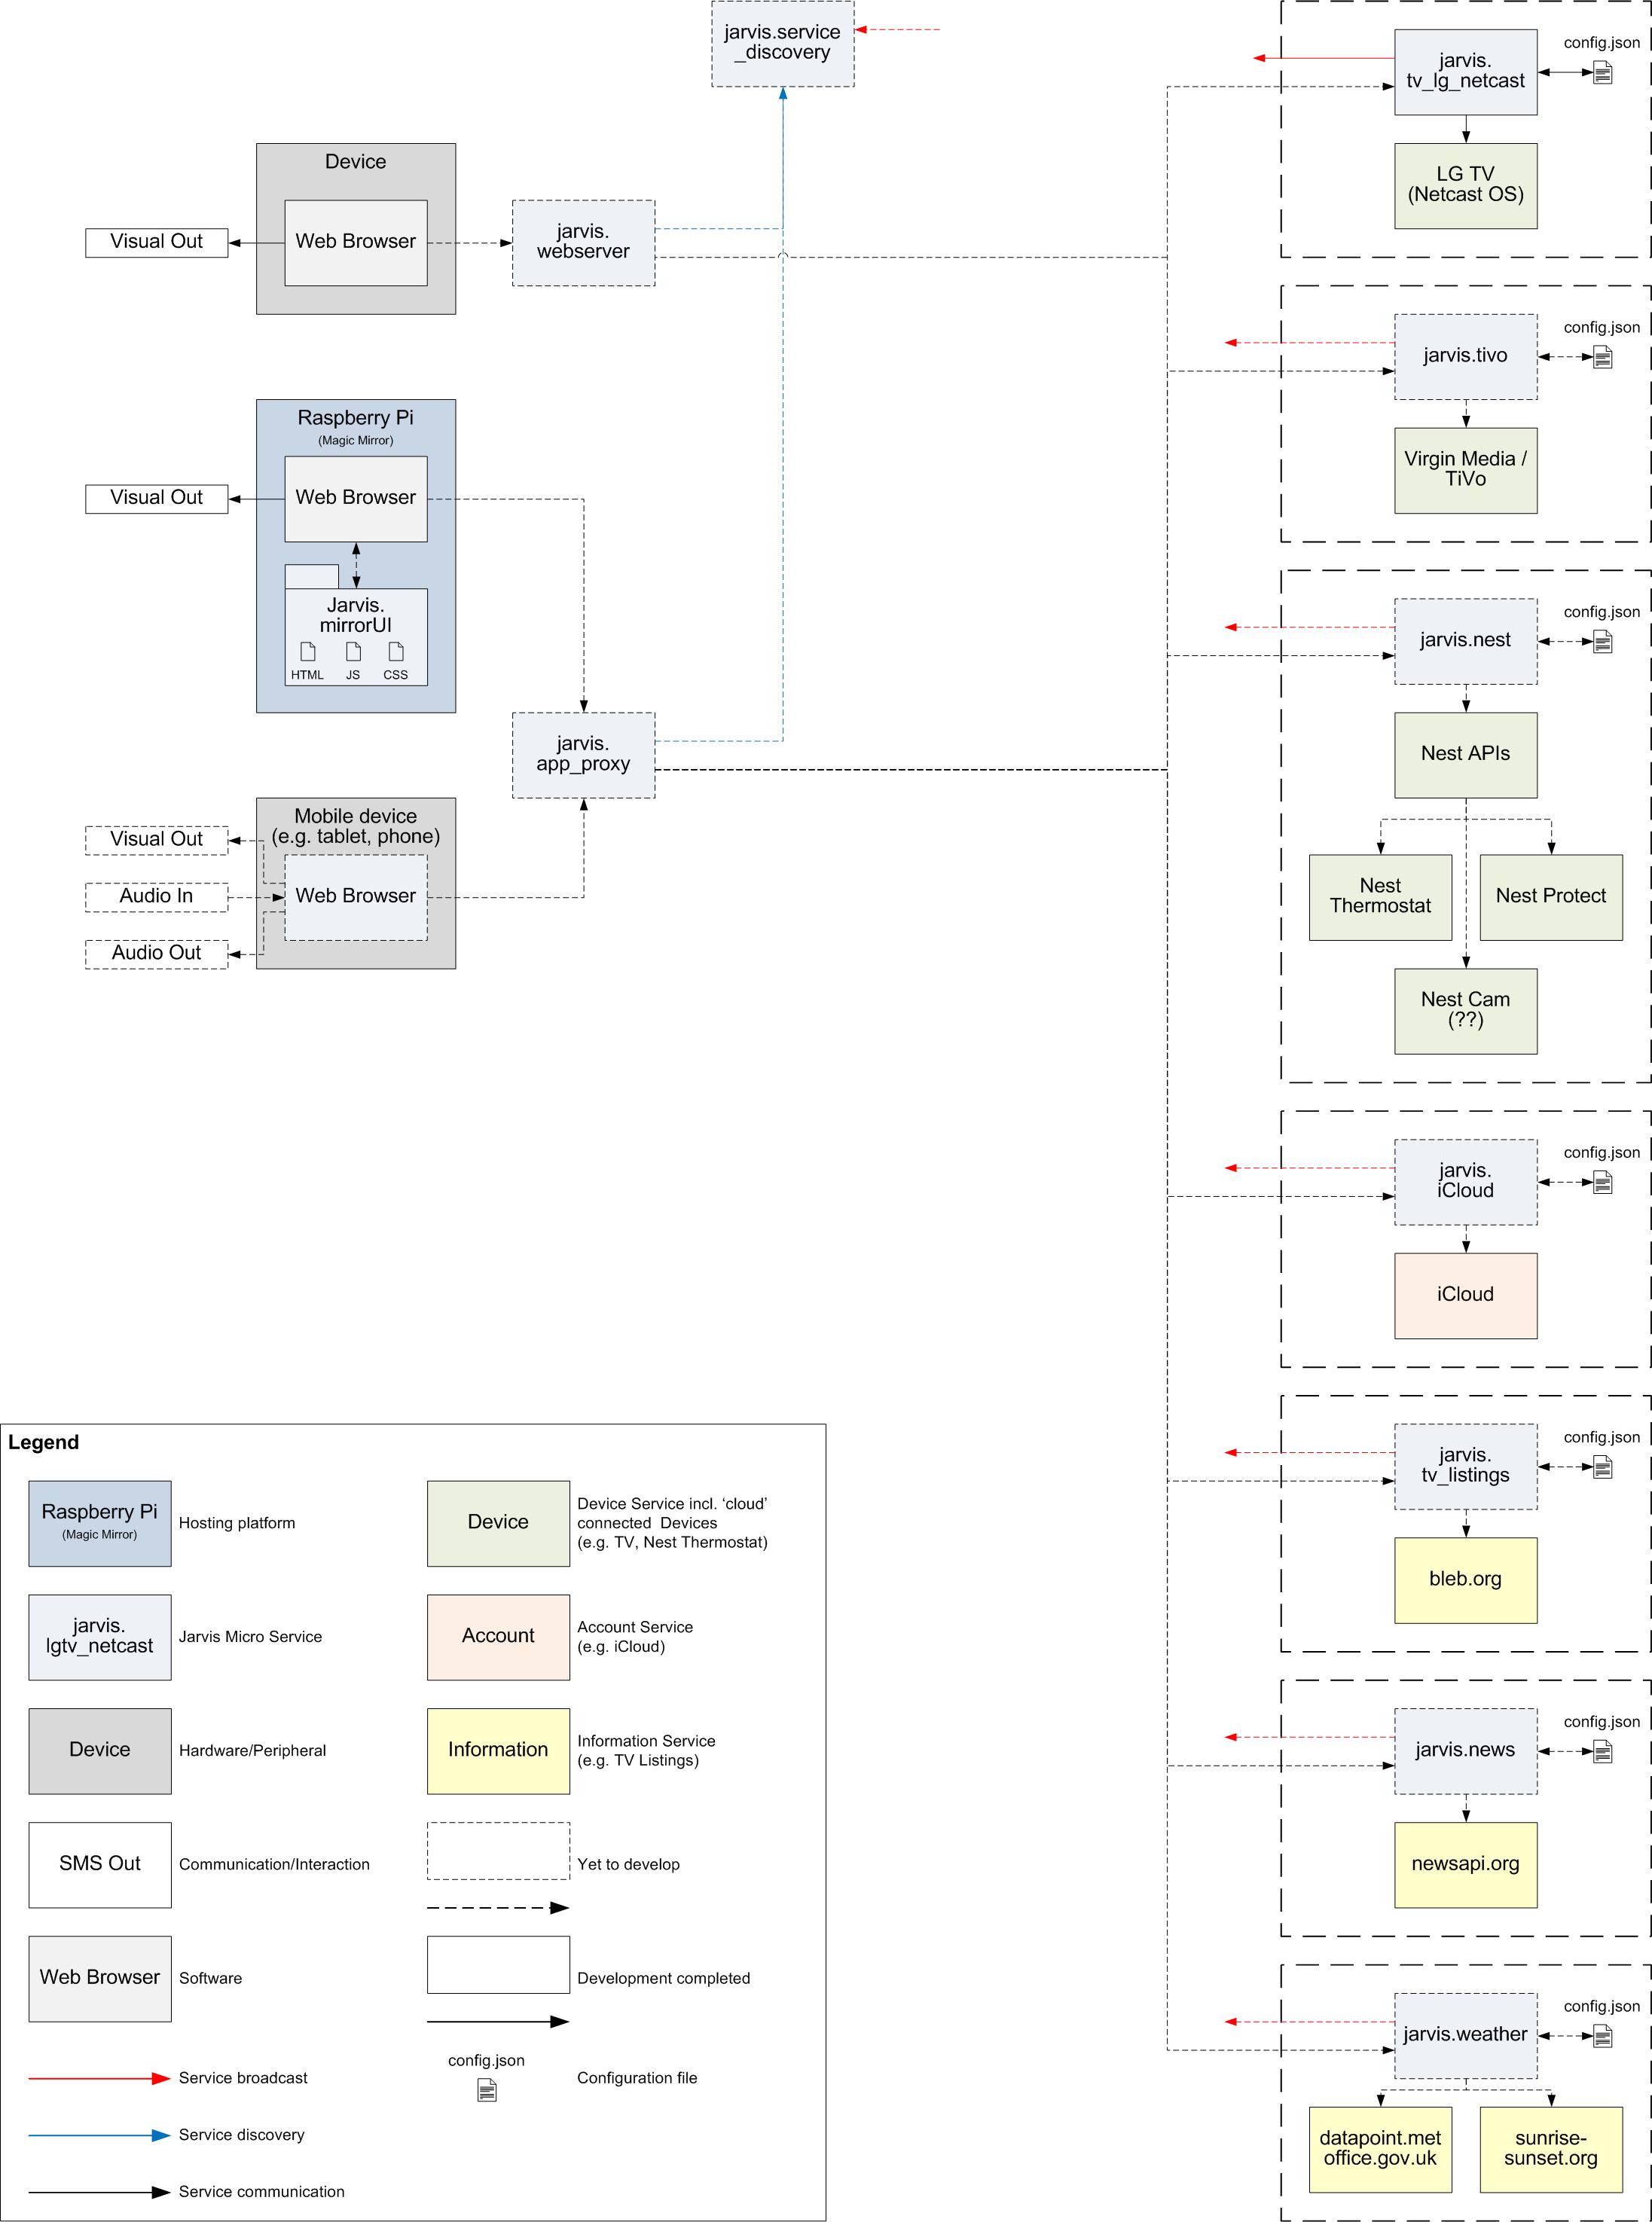 jarvis.service
_discovery
jarvis.
tv_lg_netcast
config.json
LG TV
(Netcast OS)
Device
Web Browser
Visual Out
jarvis.
webserver
jarvis.tivo
config.json
Virgin Media /
TiVo
Raspberry Pi
(Magic Mirror)
Web Browser
Visual Out
Jarvis.
mirrorUI
HTML
JS
CSS
jarvis.nest
config.json
Nest APIs
Nest
Thermostat
Nest Protect
Nest Cam
(??)
jarvis.
app_proxy
Mobile device
(e.g. tablet, phone)
Web Browser
Visual Out
Audio In
Audio Out
jarvis.
iCloud
config.json
iCloud
jarvis.
tv_listings
config.json
bleb.org
jarvis.news
config.json
newsapi.org
jarvis.weather
config.json
datapoint.met
office.gov.uk
sunrise-
sunset.org
Legend
Raspberry Pi
(Magic Mirror)
Hosting platform
jarvis.
lgtv_netcast
Jarvis Micro Service
Device
Hardware/Peripheral
SMS Out
Communication/Interaction
Web Browser
Software
Service broadcast
Service discovery
Service communication
Device
Device Service incl. ‘cloud’
connected Devices
(e.g. TV, Nest Thermostat)
Account
Account Service
(e.g. iCloud)
Information
Information Service
(e.g. TV Listings)
Yet to develop
Development completed
config.json
Configuration file